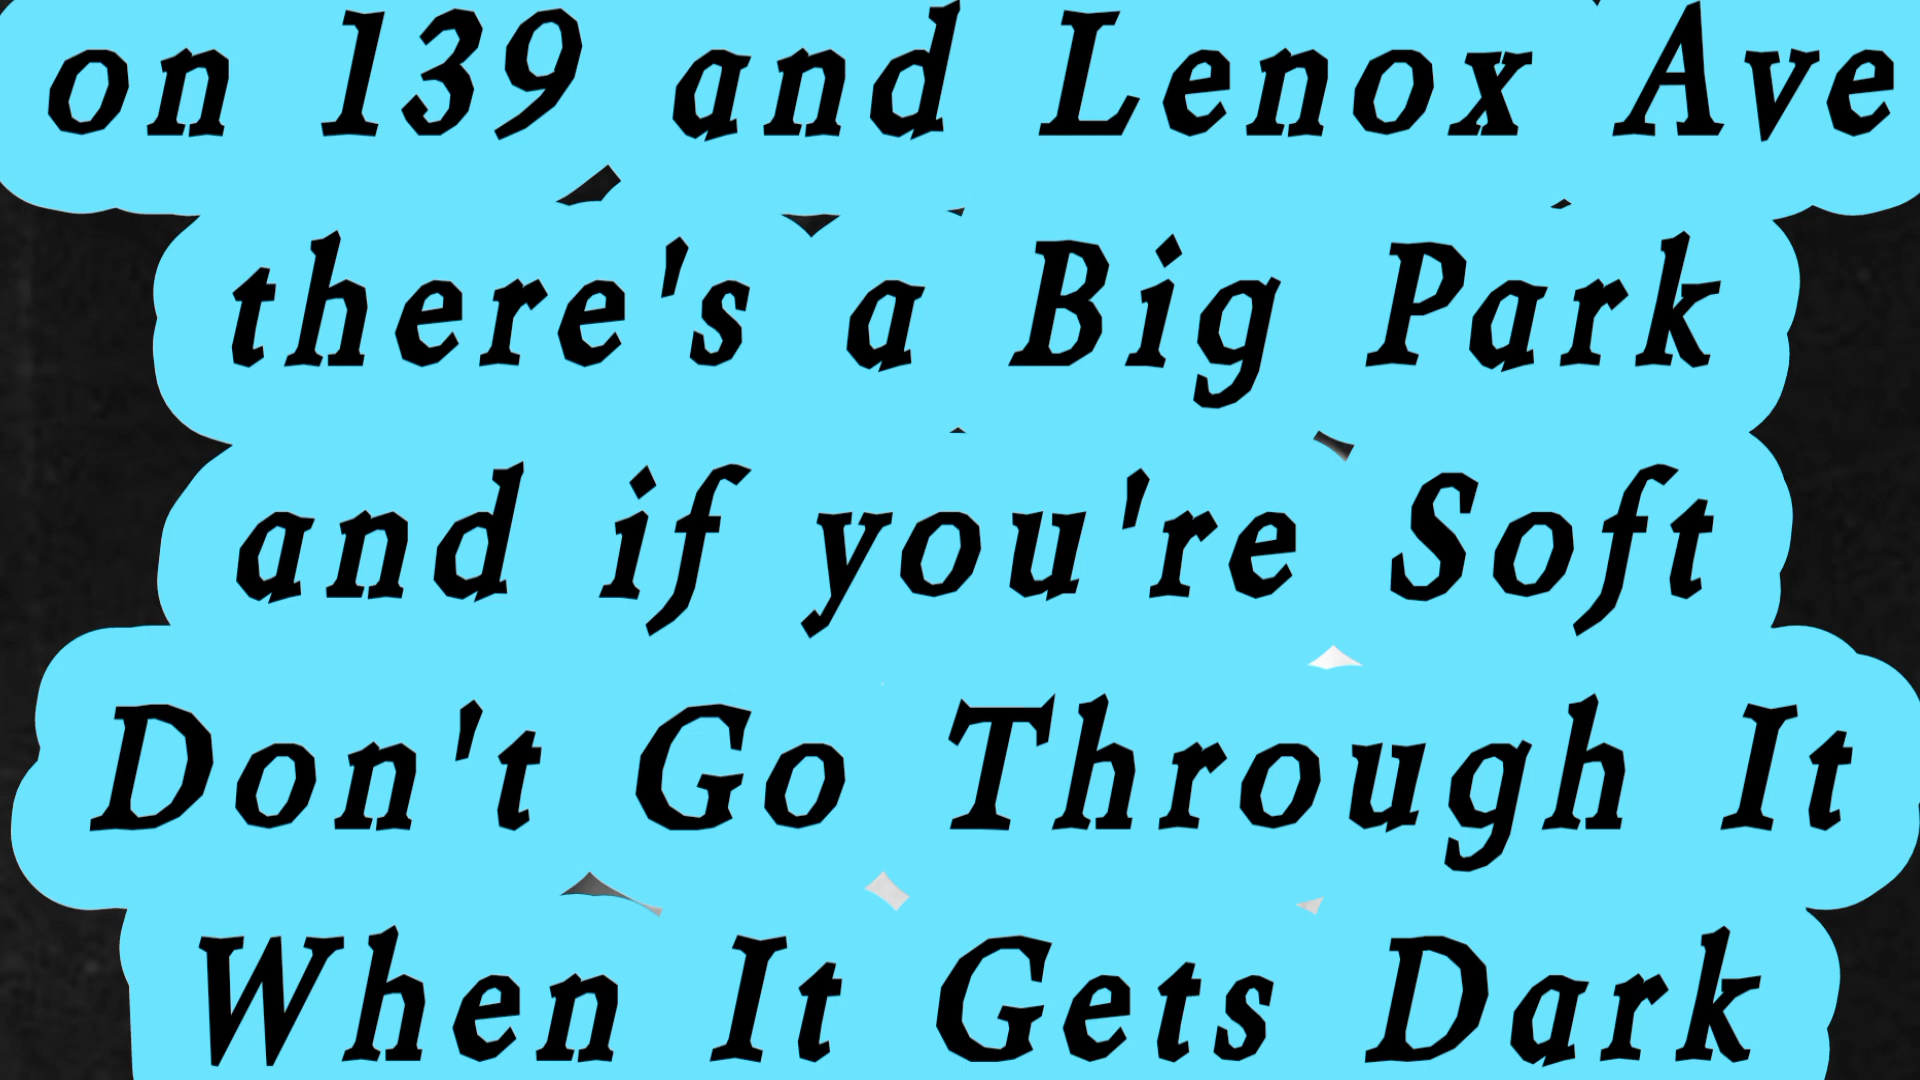 on 139 and Lenox Ave
there's a Big Park
and if you're Soft
Don't Go Through It
When It Gets Dark